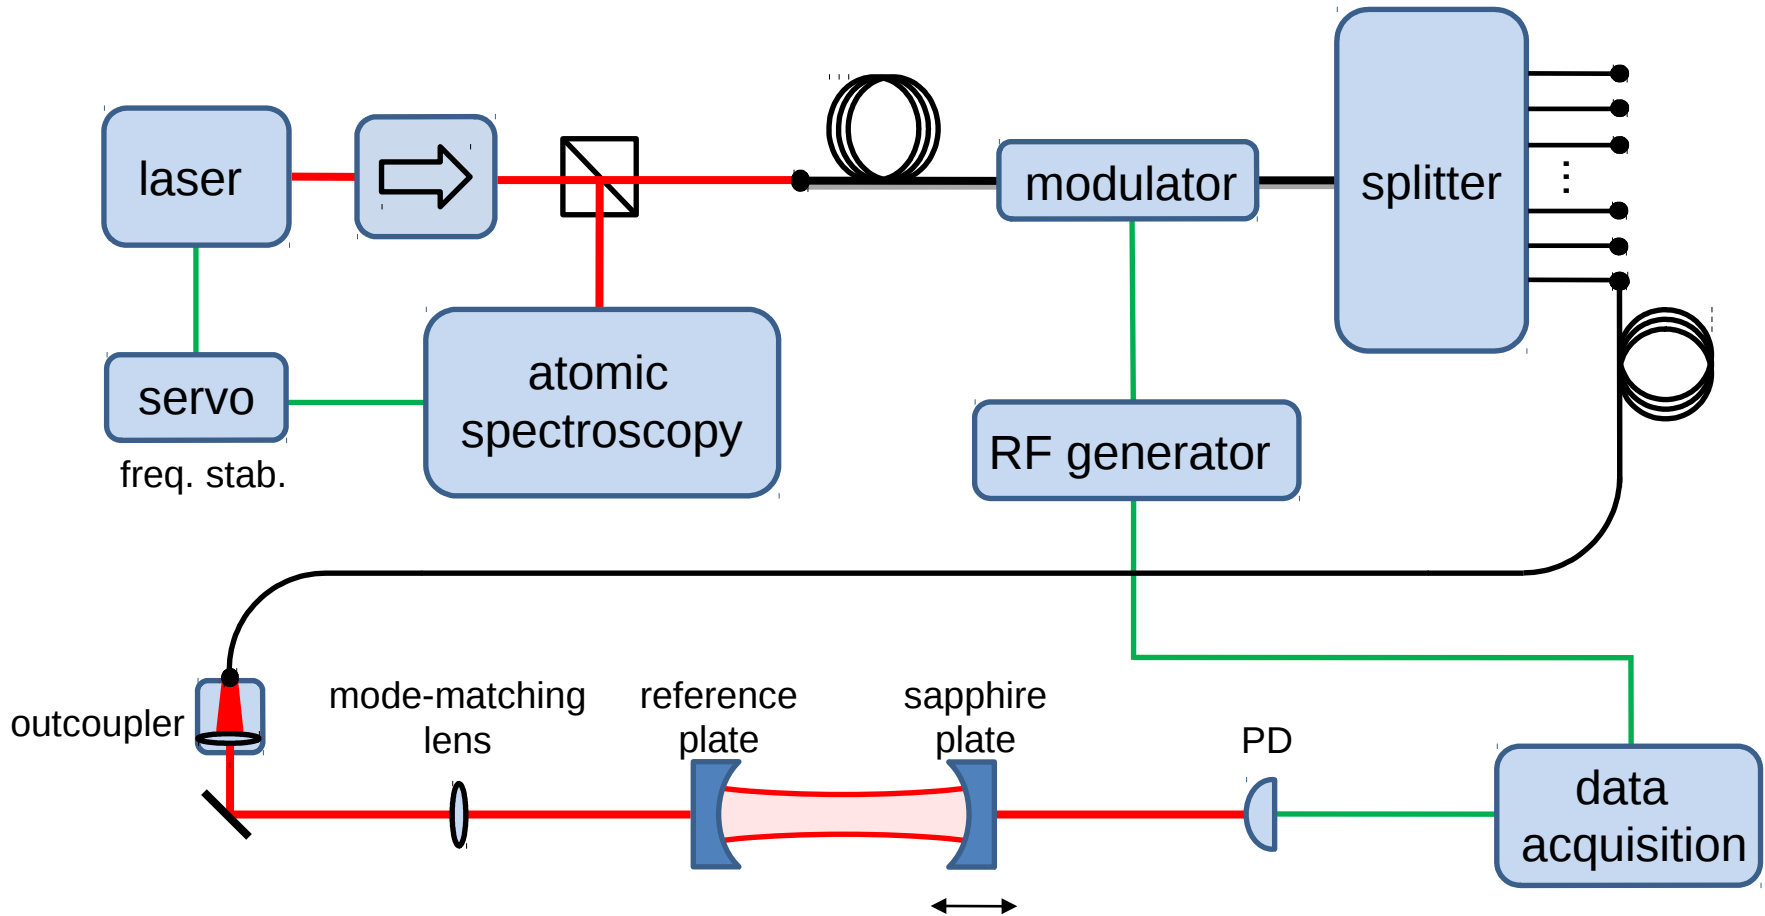 laser
modulator
splitter
⋮
servo
freq. stab.
atomic
spectroscopy
RF generator
outcoupler
mode-matching
lens
reference
plate
sapphire
plate
PD
data
acquisition